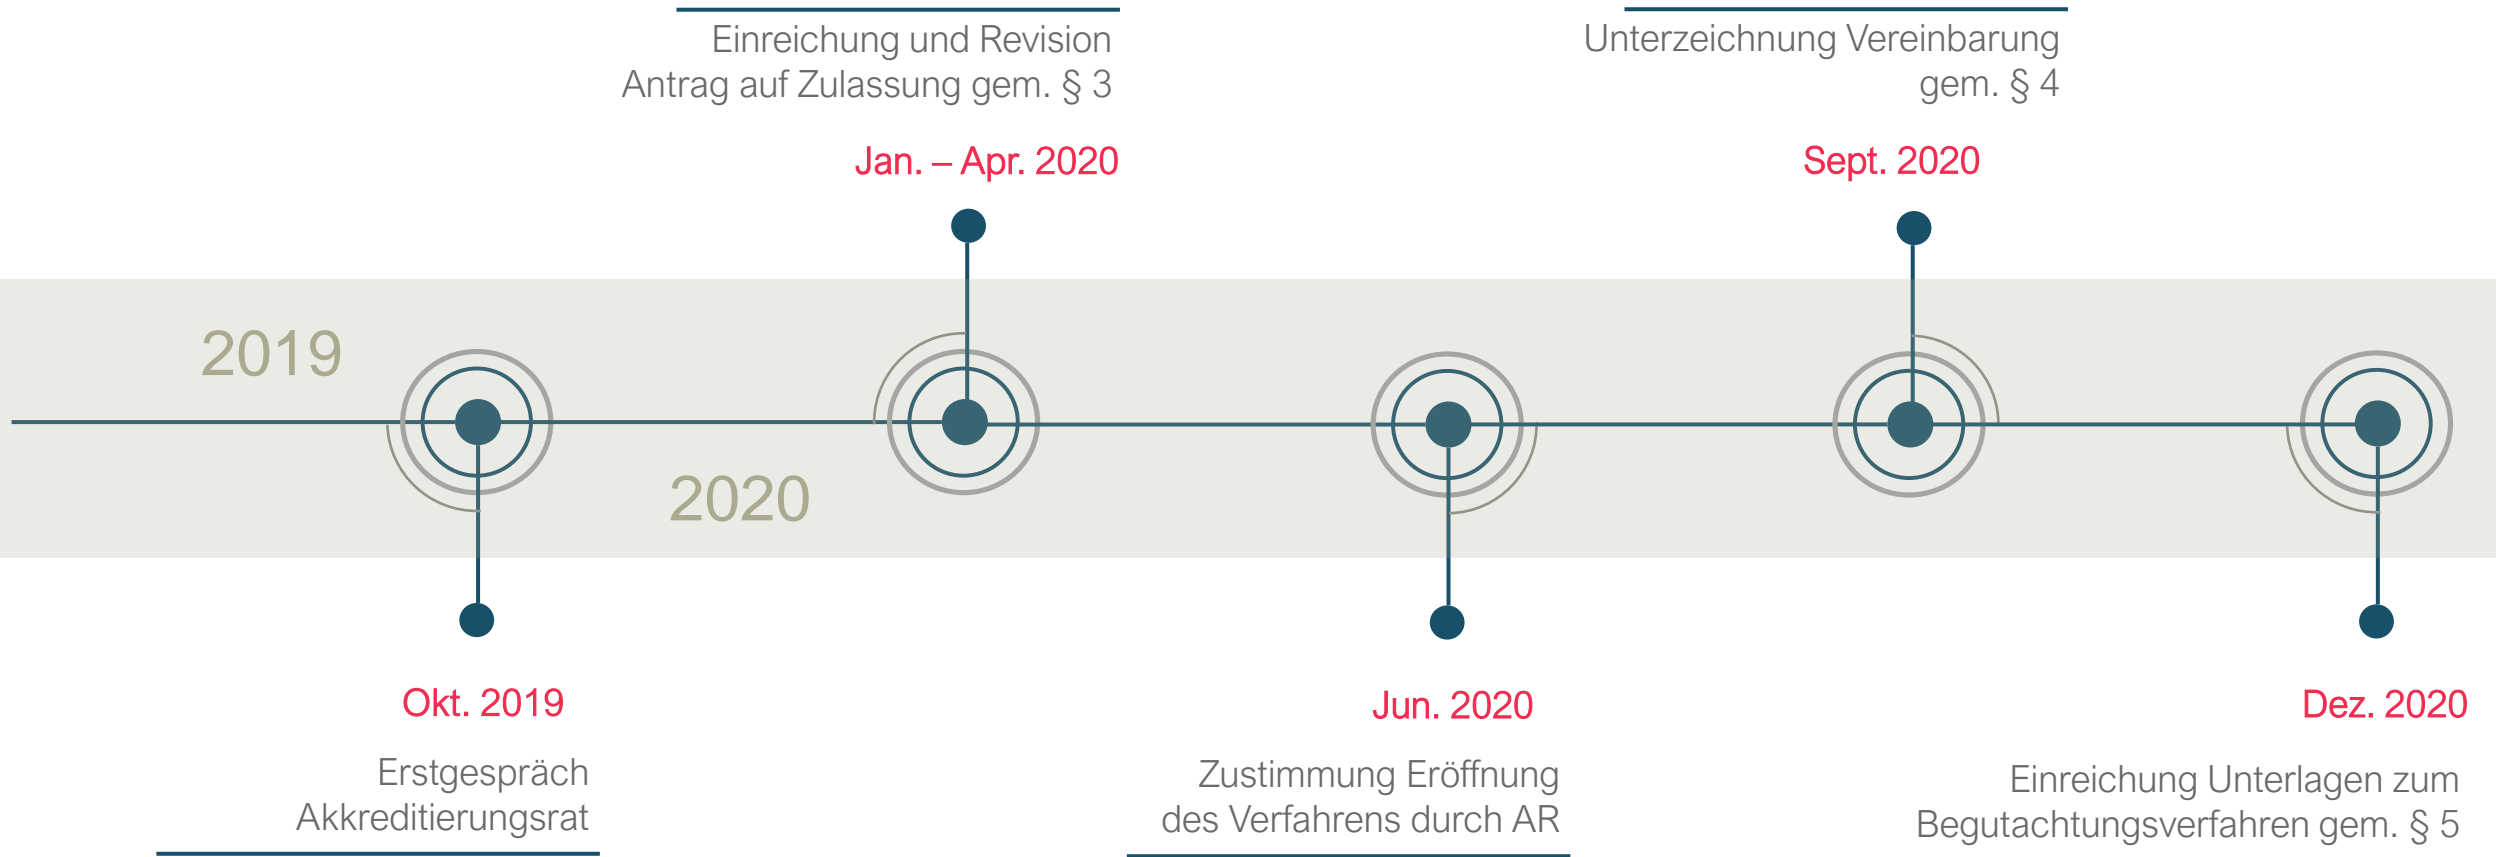 Einreichung und Revision
Antrag auf Zulassung gem. § 3
Jan. – Apr. 2020
Unterzeichnung Vereinbarung
gem. § 4
Sept. 2020
2019
2020
Okt. 2019
Erstgespräch
Akkreditierungsrat
Jun. 2020
Zustimmung Eröffnung
des Verfahrens durch AR
Dez. 2020
Einreichung Unterlagen zum
Begutachtungsverfahren gem. § 5